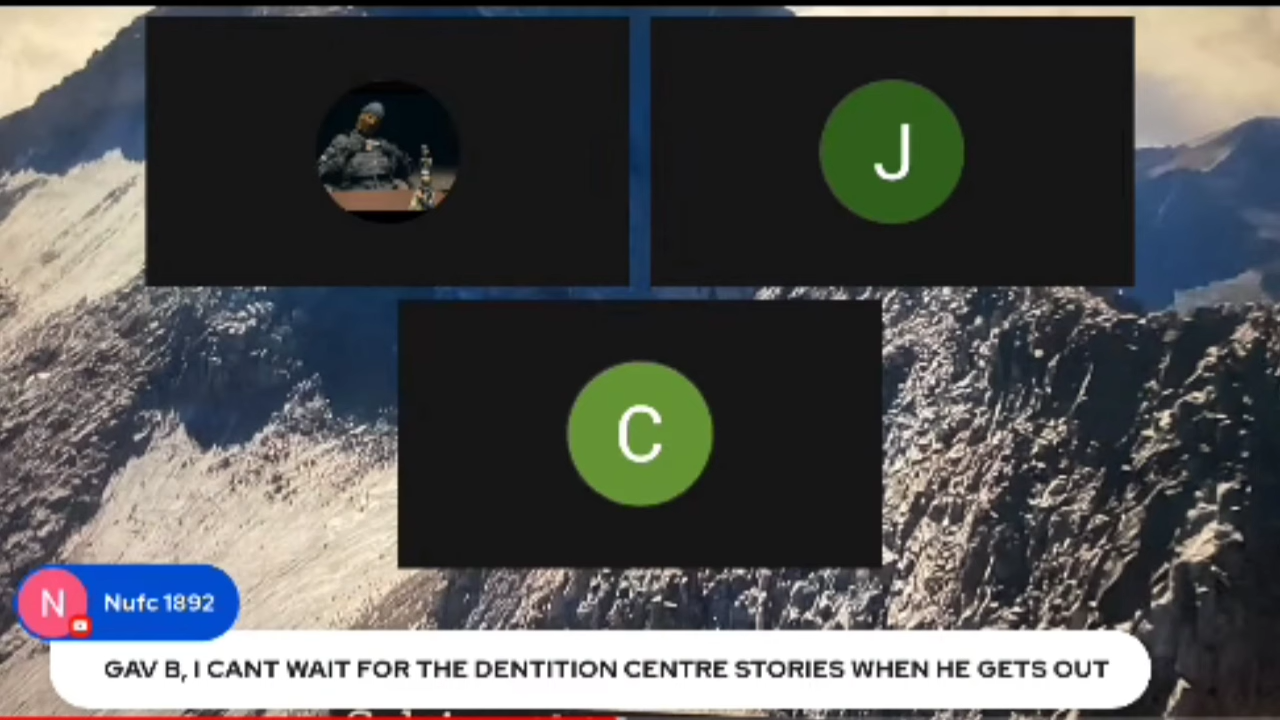 J
C
N
Nufc 1892
GAV B, I CANT WAIT FOR THE DENTITION CENTRE STORIES WHEN HE GETS OUT